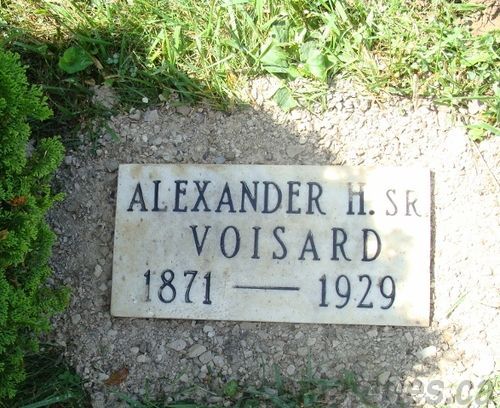 ALEXANDER H. SR
VOISARD
1871 — 1929